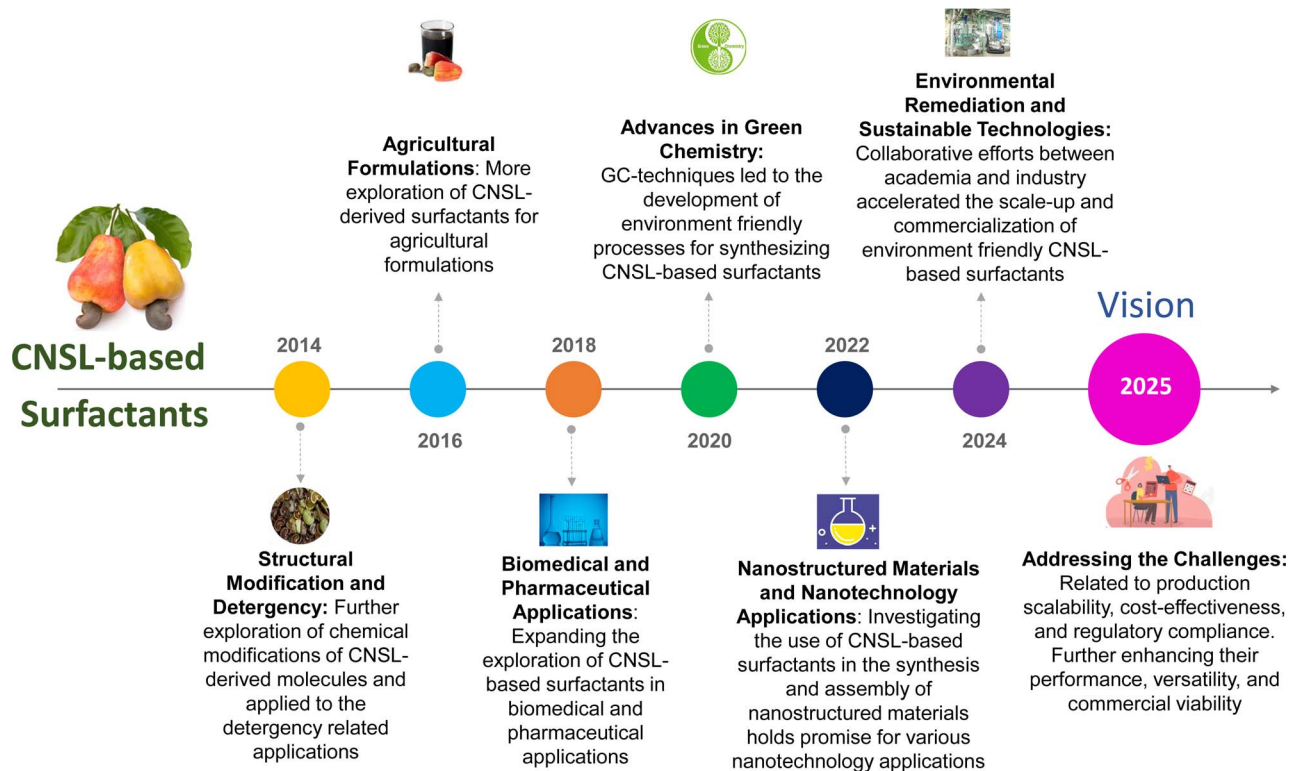 CNSL-based
Surfactants
2014
Structural
Modification and
Detergency: Further
exploration of chemical
modifications of CNSL-
derived molecules and
applied to the
detergency related
applications
Agricultural
Formulations: More
exploration of CNSL-
derived surfactants for
agricultural
formulations
2016
2018
Biomedical and
Pharmaceutical
Applications:
Expanding the
exploration of CNSL-
based surfactants in
biomedical and
pharmaceutical
applications
Green Chemistry
Advances in Green
Chemistry:
GC-techniques led to the
development of
environment friendly
processes for synthesizing
CNSL-based surfactants
2020
2022
Nanostructured Materials
and Nanotechnology
Applications: Investigating
the use of CNSL-based
surfactants in the synthesis
and assembly of
nanostructured materials
holds promise for various
nanotechnology applications
Environmental
Remediation and
Sustainable Technologies:
Collaborative efforts between
academia and industry
accelerated the scale-up and
commercialization of
environment friendly CNSL-
based surfactants
2024
Vision
2025
$
Addressing the Challenges:
Related to production
scalability, cost-effectiveness,
and regulatory compliance.
Further enhancing their
performance, versatility, and
commercial viability